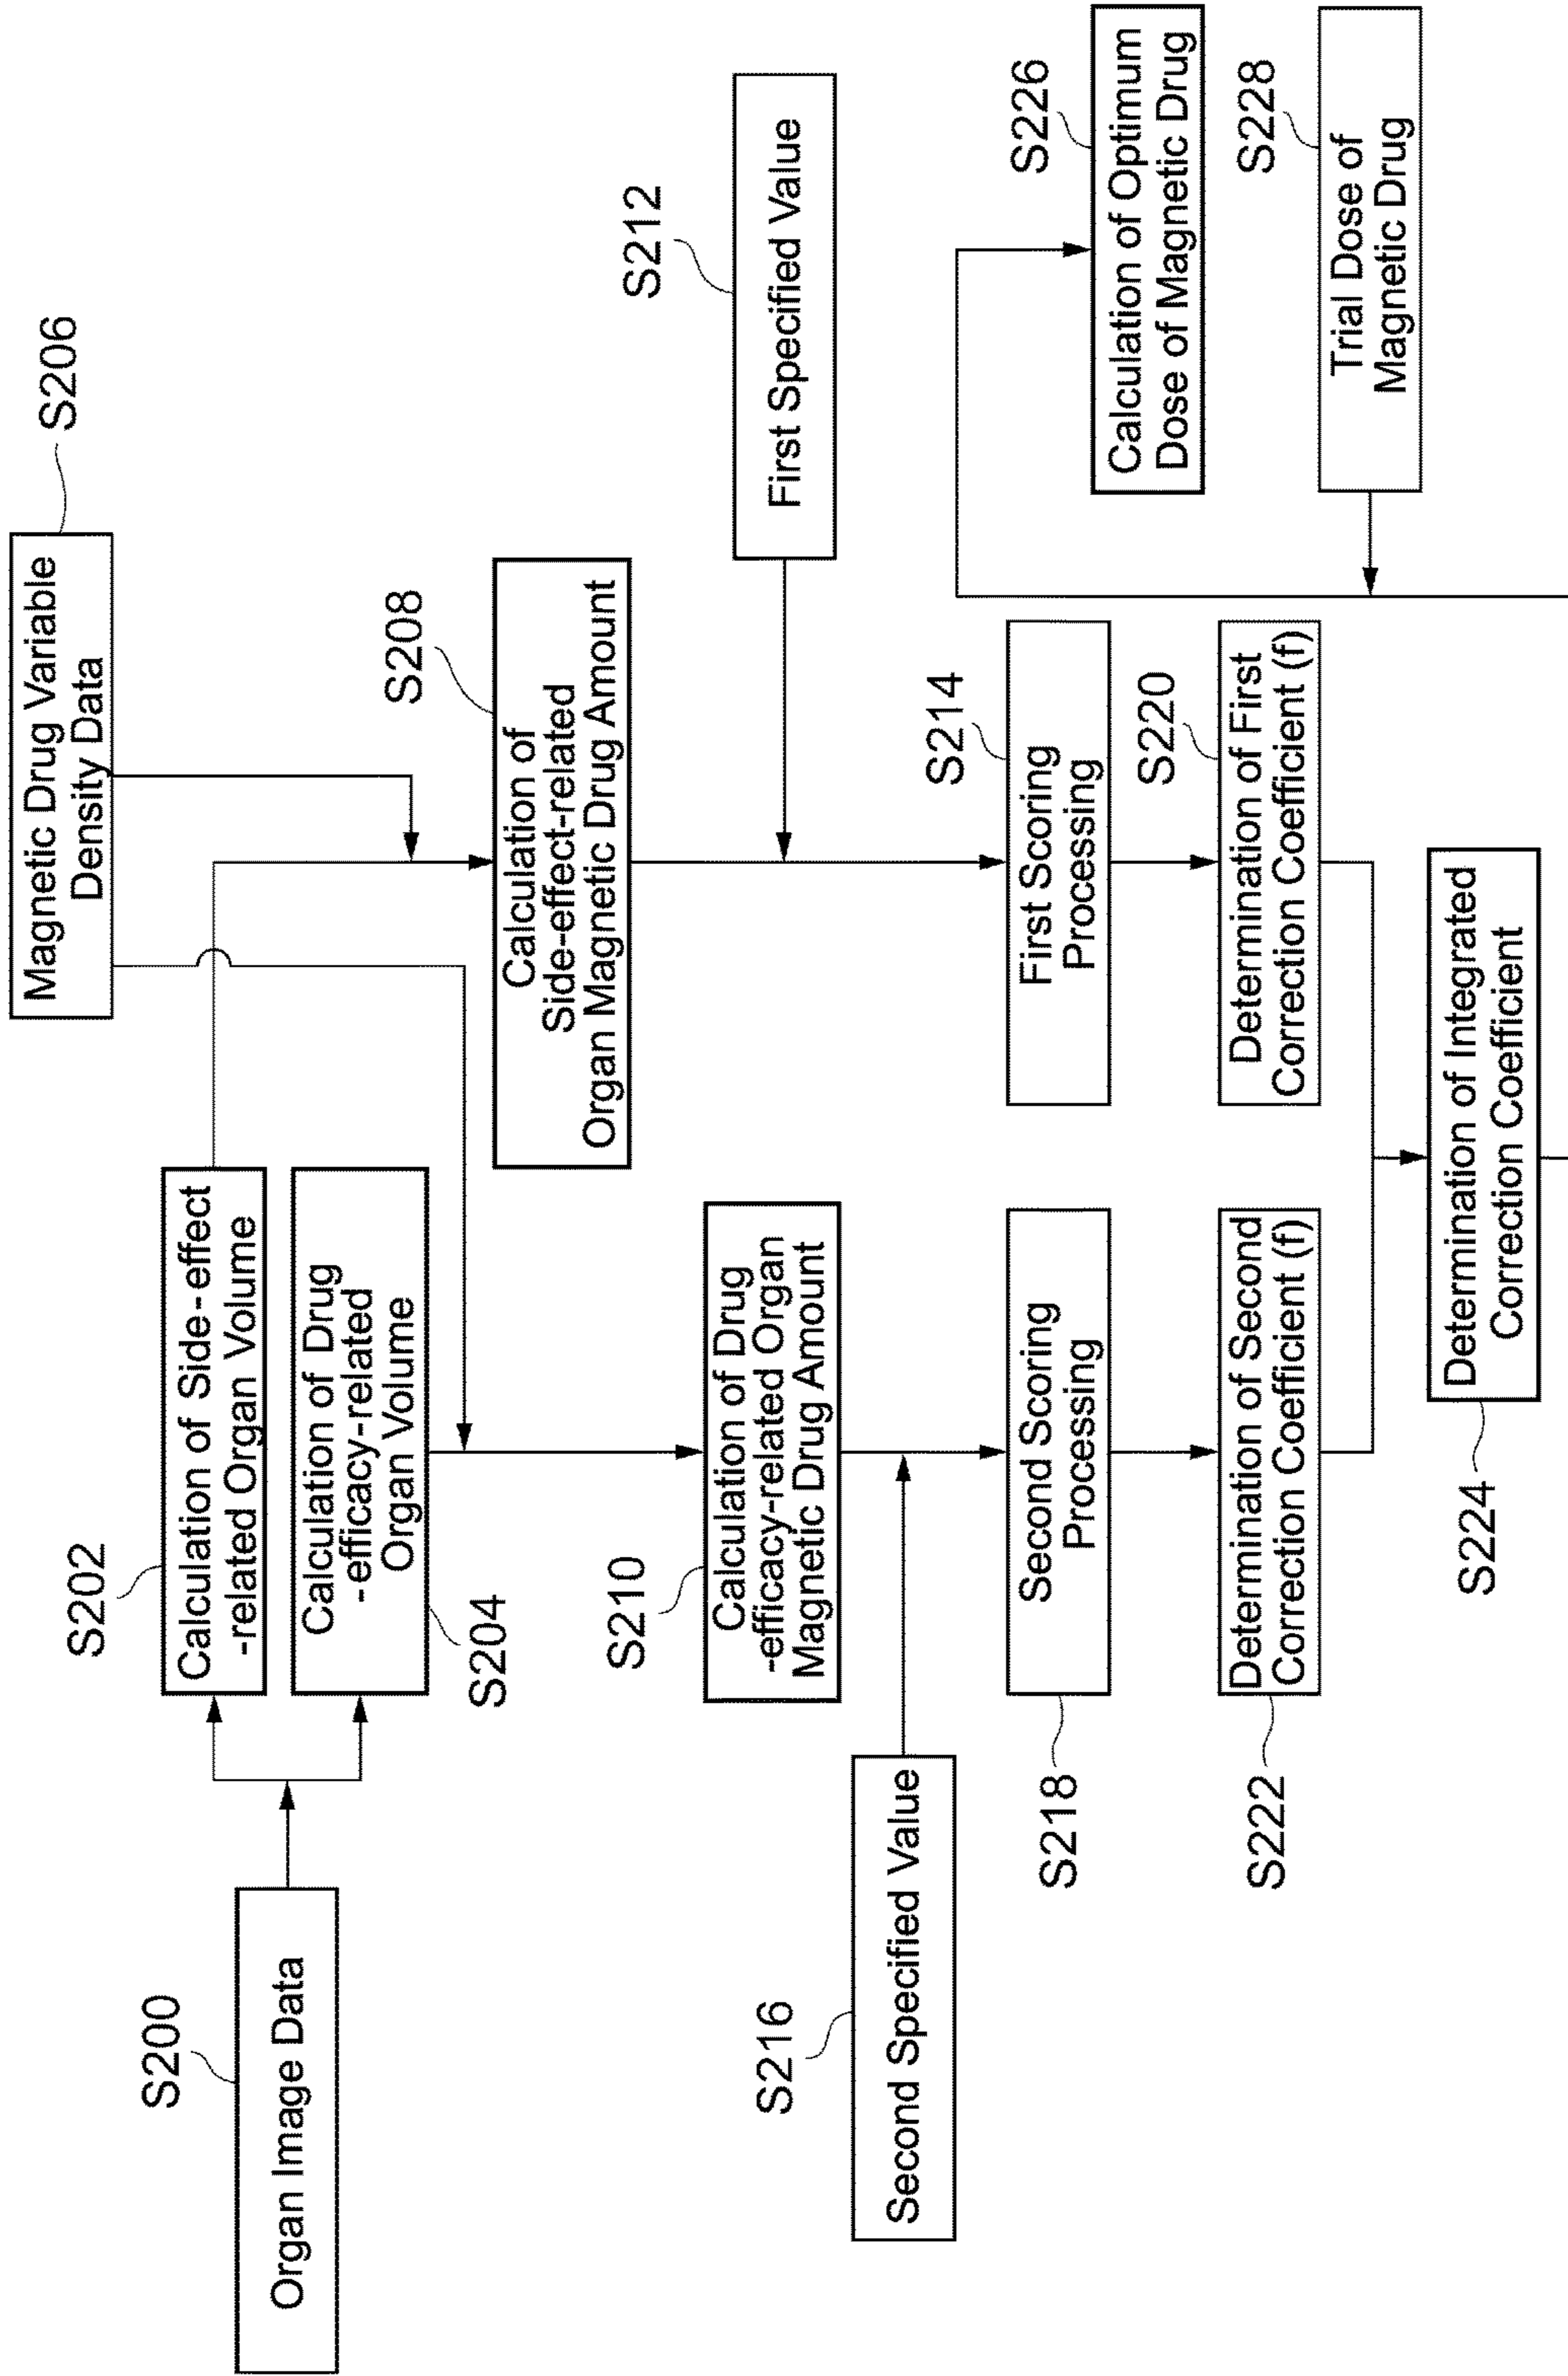 S200
Organ Image Data
S202
Calculation of Side-effect
-related Organ Volume
Calculation of Drug
-efficacy-related
Organ Volume
S204
S206
Magnetic Drug Variable
Density Data
S208
Calculation of
Side-effect-related
Organ Magnetic Drug Amount
S210
Calculation of Drug
-efficacy-related Organ
Magnetic Drug Amount
S212
First Specified Value
S216
Second Specified Value
S214
First Scoring
Processing
Second Scoring
Processing
S218
S220
Determination of First
Correction Coefficient (f)
Determination of Second
Correction Coefficient (f)
S222
Determination of Integrated
Correction Coefficient
S224
S226
Calculation of Optimum
Dose of Magnetic Drug
S228
Trial Dose of
Magnetic Drug